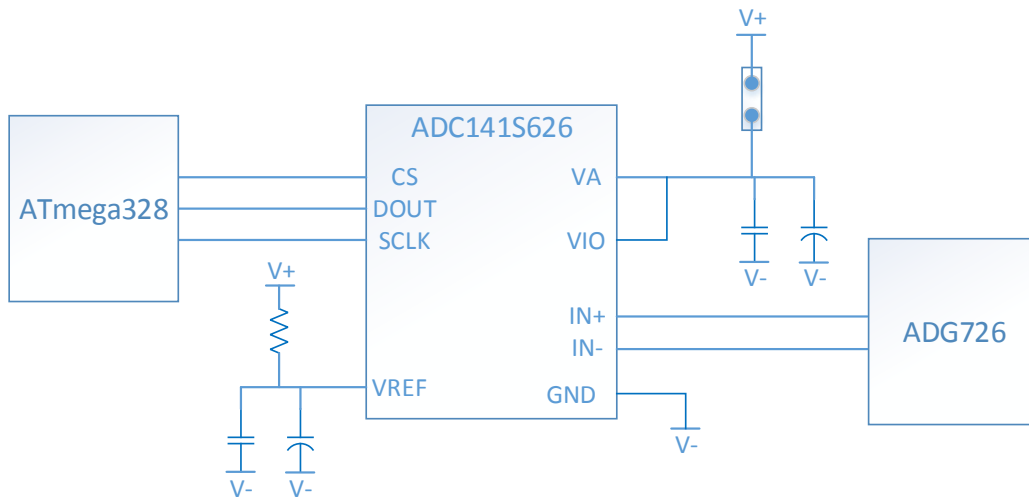 V+
ADC141S626
ATmega328
CS
DOUT
SCLK
VA
VIO
V+
V-
V-
IN+
IN-
ADG726
VREF
GND
V-
V-
V-